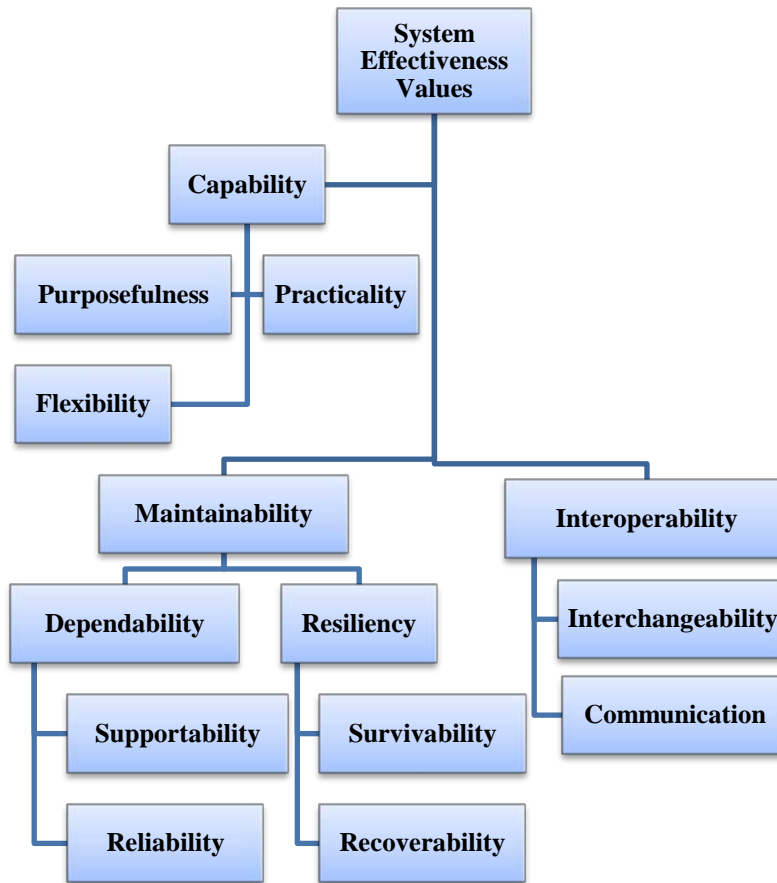 System
Effectiveness
Values
Capability
Purposefulness
Practicality
Flexibility
Maintainability
Interoperability
Dependability
Resiliency
Interchangeability
Supportability
Survivability
Communication
Reliability
Recoverability